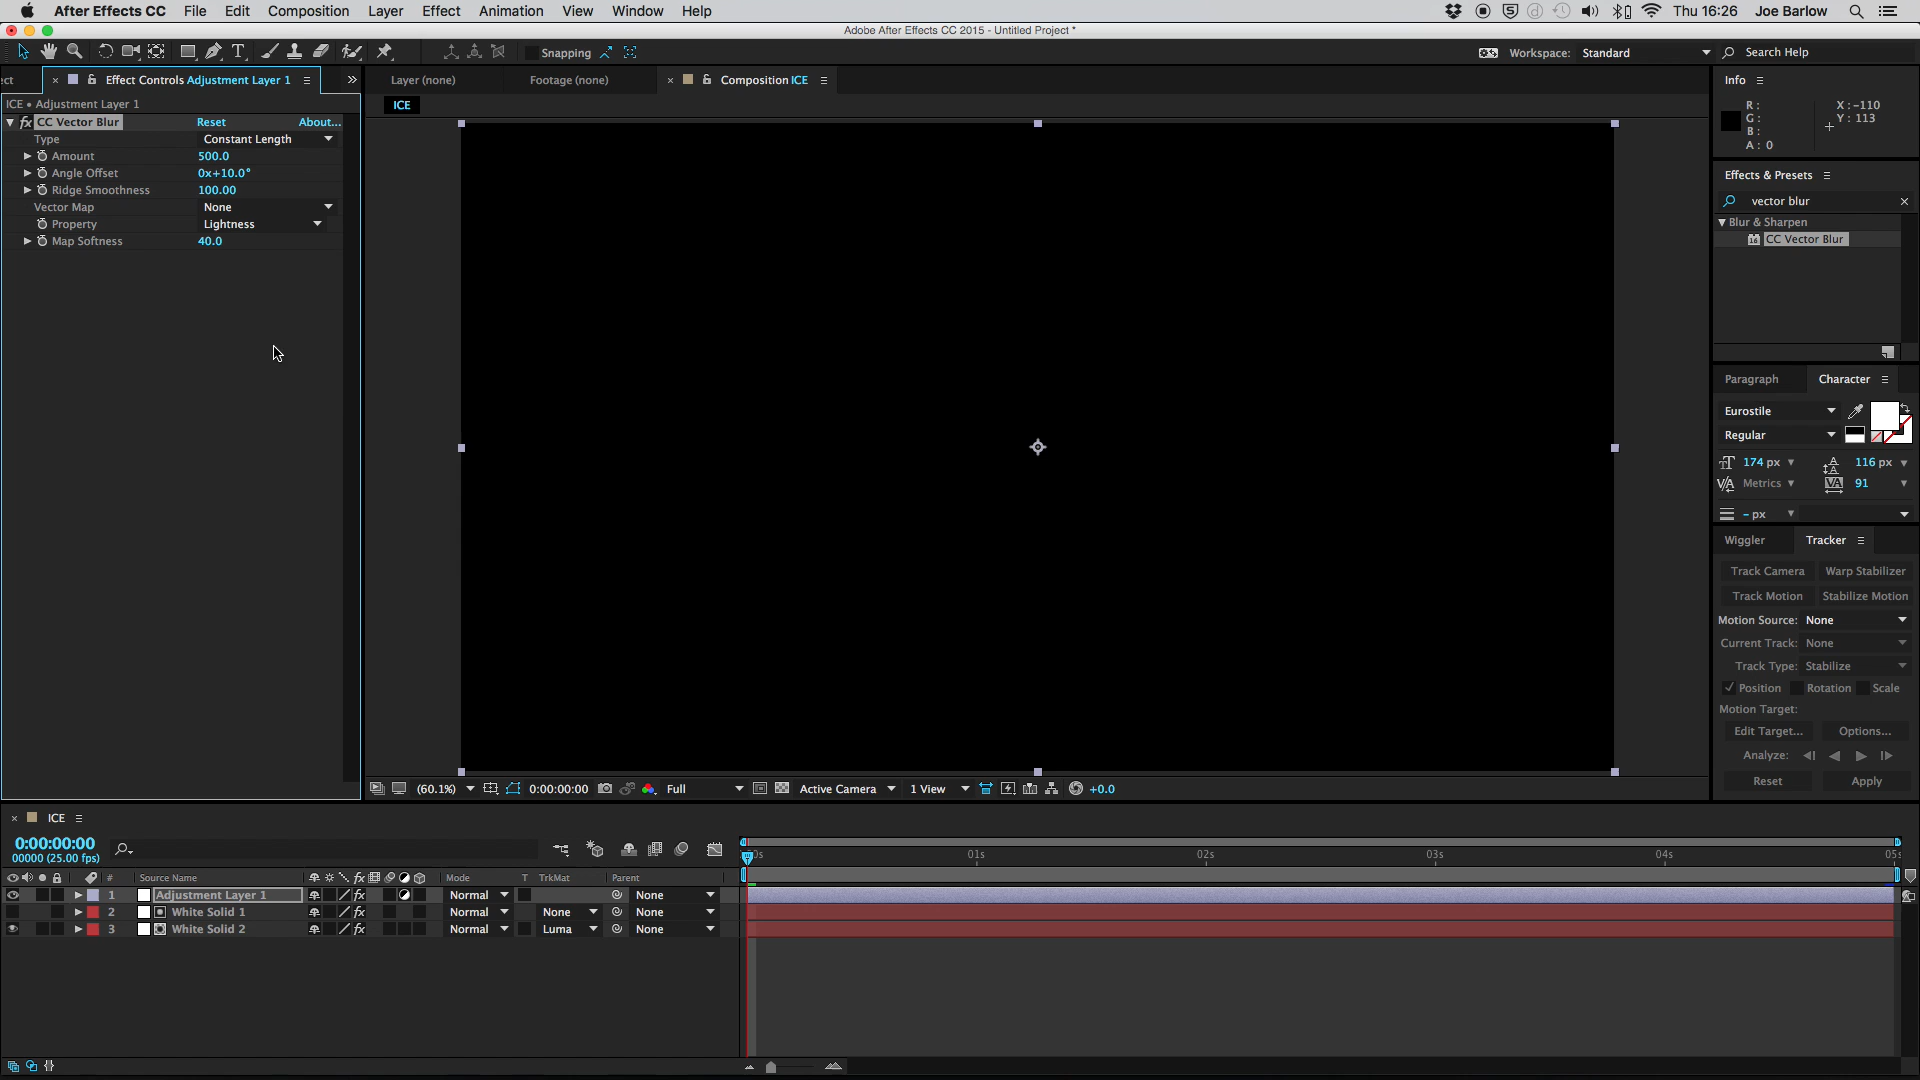 After Effects CC File Edit Composition Layer Effect Animation View Window Help Thu 16:26 Joe Barlow
Adobe After Effects CC 2015 - Untitled Project *
T Snapping Workspace: Standard Search Help
ect Effect Controls Adjustment Layer 1 Layer (none) Footage (none) Composition ICE Info
ICE • Adjustment Layer 1
ICE
R:
G:
B:
A: 0
X: -110
Y: 113
fx CC Vector Blur Reset About...
Type Constant Length
Amount 500.0
Angle Offset 0x+10.0°
Ridge Smoothness 100.00
Vector Map None
Property Lightness
Map Softness 40.0
Effects & Presets
vector blur
Blur & Sharpen
16 CC Vector Blur
Paragraph Character
Eurostile
Regular
174 px 116 px
Metrics 91
- px
Wiggler Tracker
Track Camera Warp Stabilizer
Track Motion Stabilize Motion
Motion Source: None
Current Track: None
Track Type: Stabilize
Position Rotation Scale
Motion Target:
Edit Target... Options...
Analyze:
Reset Apply
(60.1%) 0:00:00:00 Full Active Camera 1 View +0.0
ICE
0:00:00:00
00000 (25.00 fps)
00s 01s 02s 03s 04s 05s
# Source Name fx Mode T TrkMat Parent
1 Adjustment Layer 1 fx Normal None
2 White Solid 1 fx Normal None None
3 White Solid 2 fx Normal Luma None